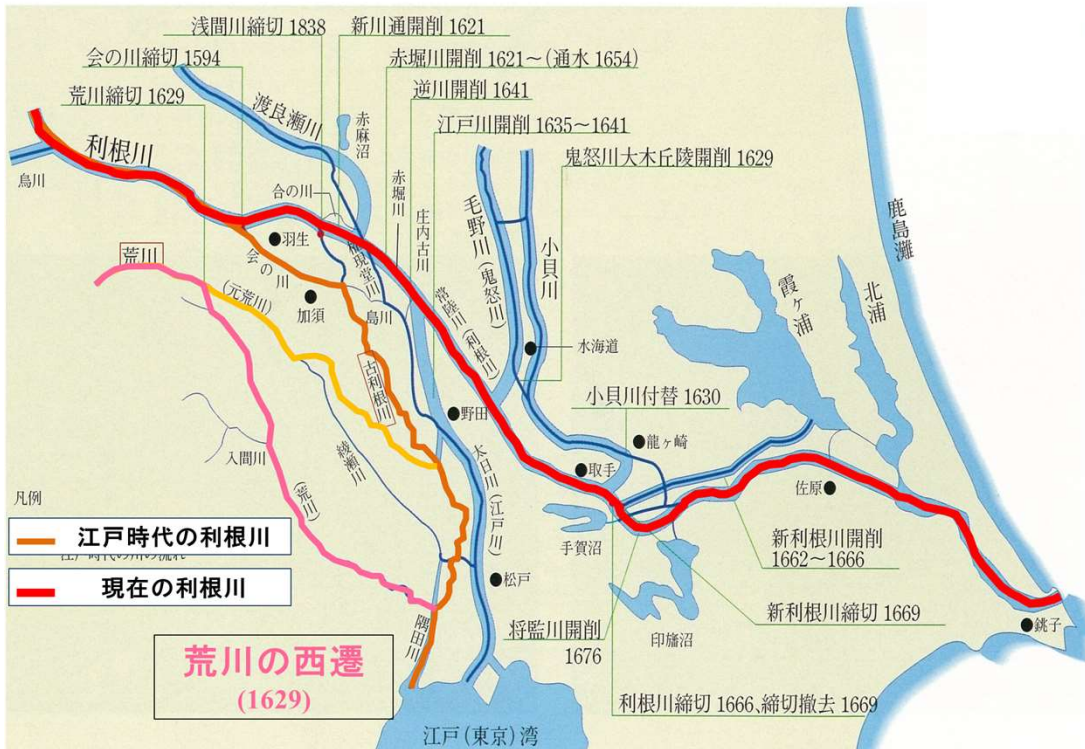 浅間川締切 1838
新川通開削 1621
会の川締切 1594
赤堀川開削 1621～(通水 1654)
荒川締切 1629
逆川開削 1641
江戸川開削 1635～1641
鬼怒川大木丘陵開削 1629
渡良瀬川
赤麻沼
利根川
烏川
合の川
赤堀川
庄内古川
毛野川(鬼怒川)
小貝川
鹿島灘
霞ヶ浦
北浦
羽生
会の川
権現堂川
荒川
(元荒川)
加須
島川
常陸川(利根川)
水海道
古利根川
小貝川付替 1630
野田
龍ヶ崎
入間川
綾瀬川
太日川(江戸川)
取手
佐原
凡例
(荒川)
江戸時代の利根川
現在の利根川
手賀沼
新利根川開削
1662～1666
松戸
新利根川締切 1669
将監川開削
1676
印旛沼
銚子
隅田川
荒川の西遷
(1629)
利根川締切 1666、締切撤去 1669
江戸(東京)湾